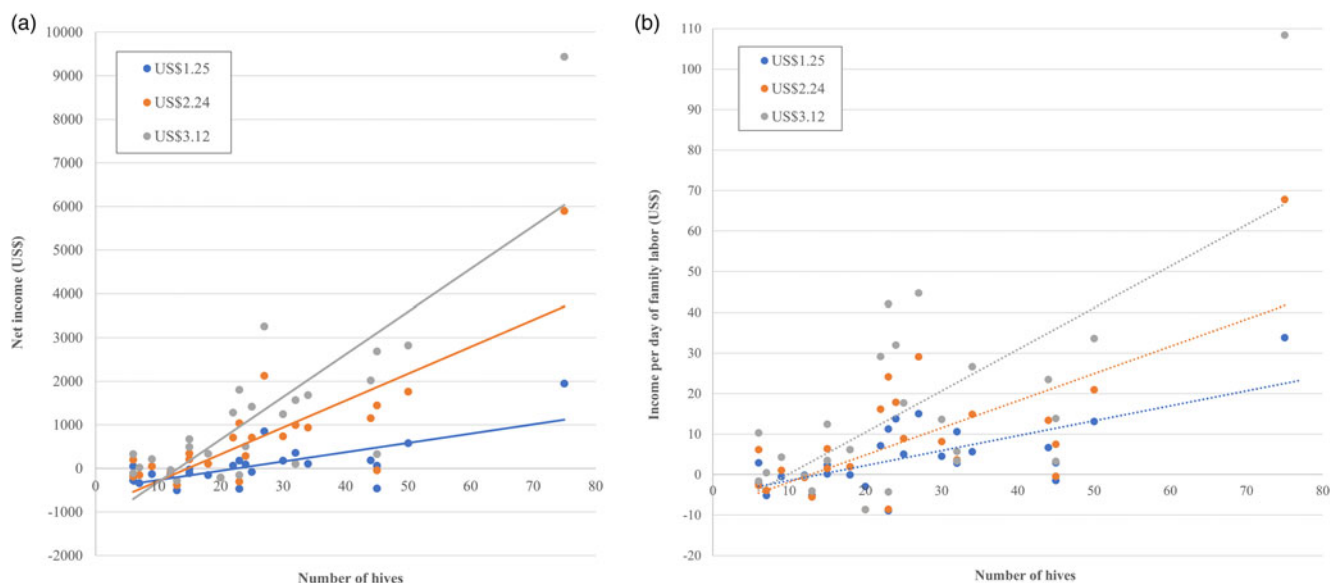 (a)
Net income (US$)
10000
9000
8000
7000
6000
5000
4000
3000
2000
1000
0
-1000
-2000
US$1.25
US$2.24
US$3.12
0 10 20 30 40 50 60 70 80
Number of hives
(b)
Income per day of family labor (US$)
110
100
90
80
70
60
50
40
30
20
10
0
-10
-20
US$1.25
US$2.24
US$3.12
0 10 20 30 40 50 60 70 80
Number of hives